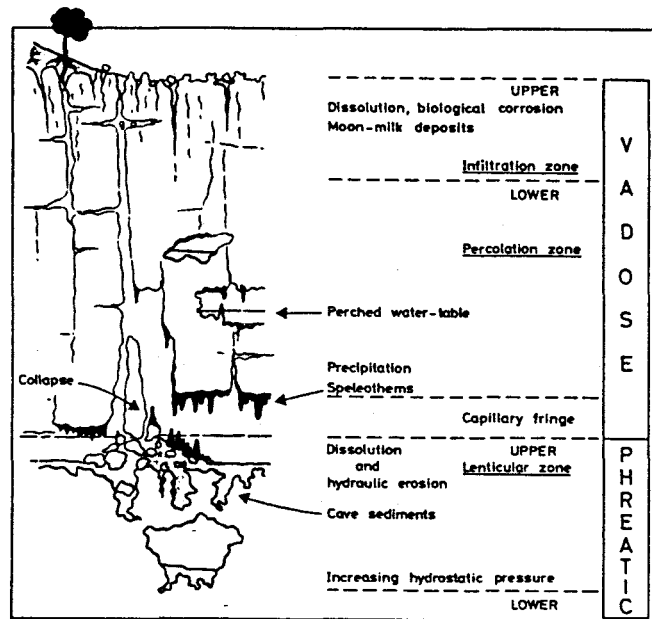 UPPER
Dissolution, biological corrosion
Moon-milk deposits
Infiltration zone
LOWER
Percolation zone
Perched water-table
Precipitation
Speleothems
Collapse
Capillary fringe
Dissolution
and
hydraulic erosion
UPPER
Lenticular zone
Cave sediments
Increasing hydrostatic pressure
LOWER
VADOSE
PHREATIC